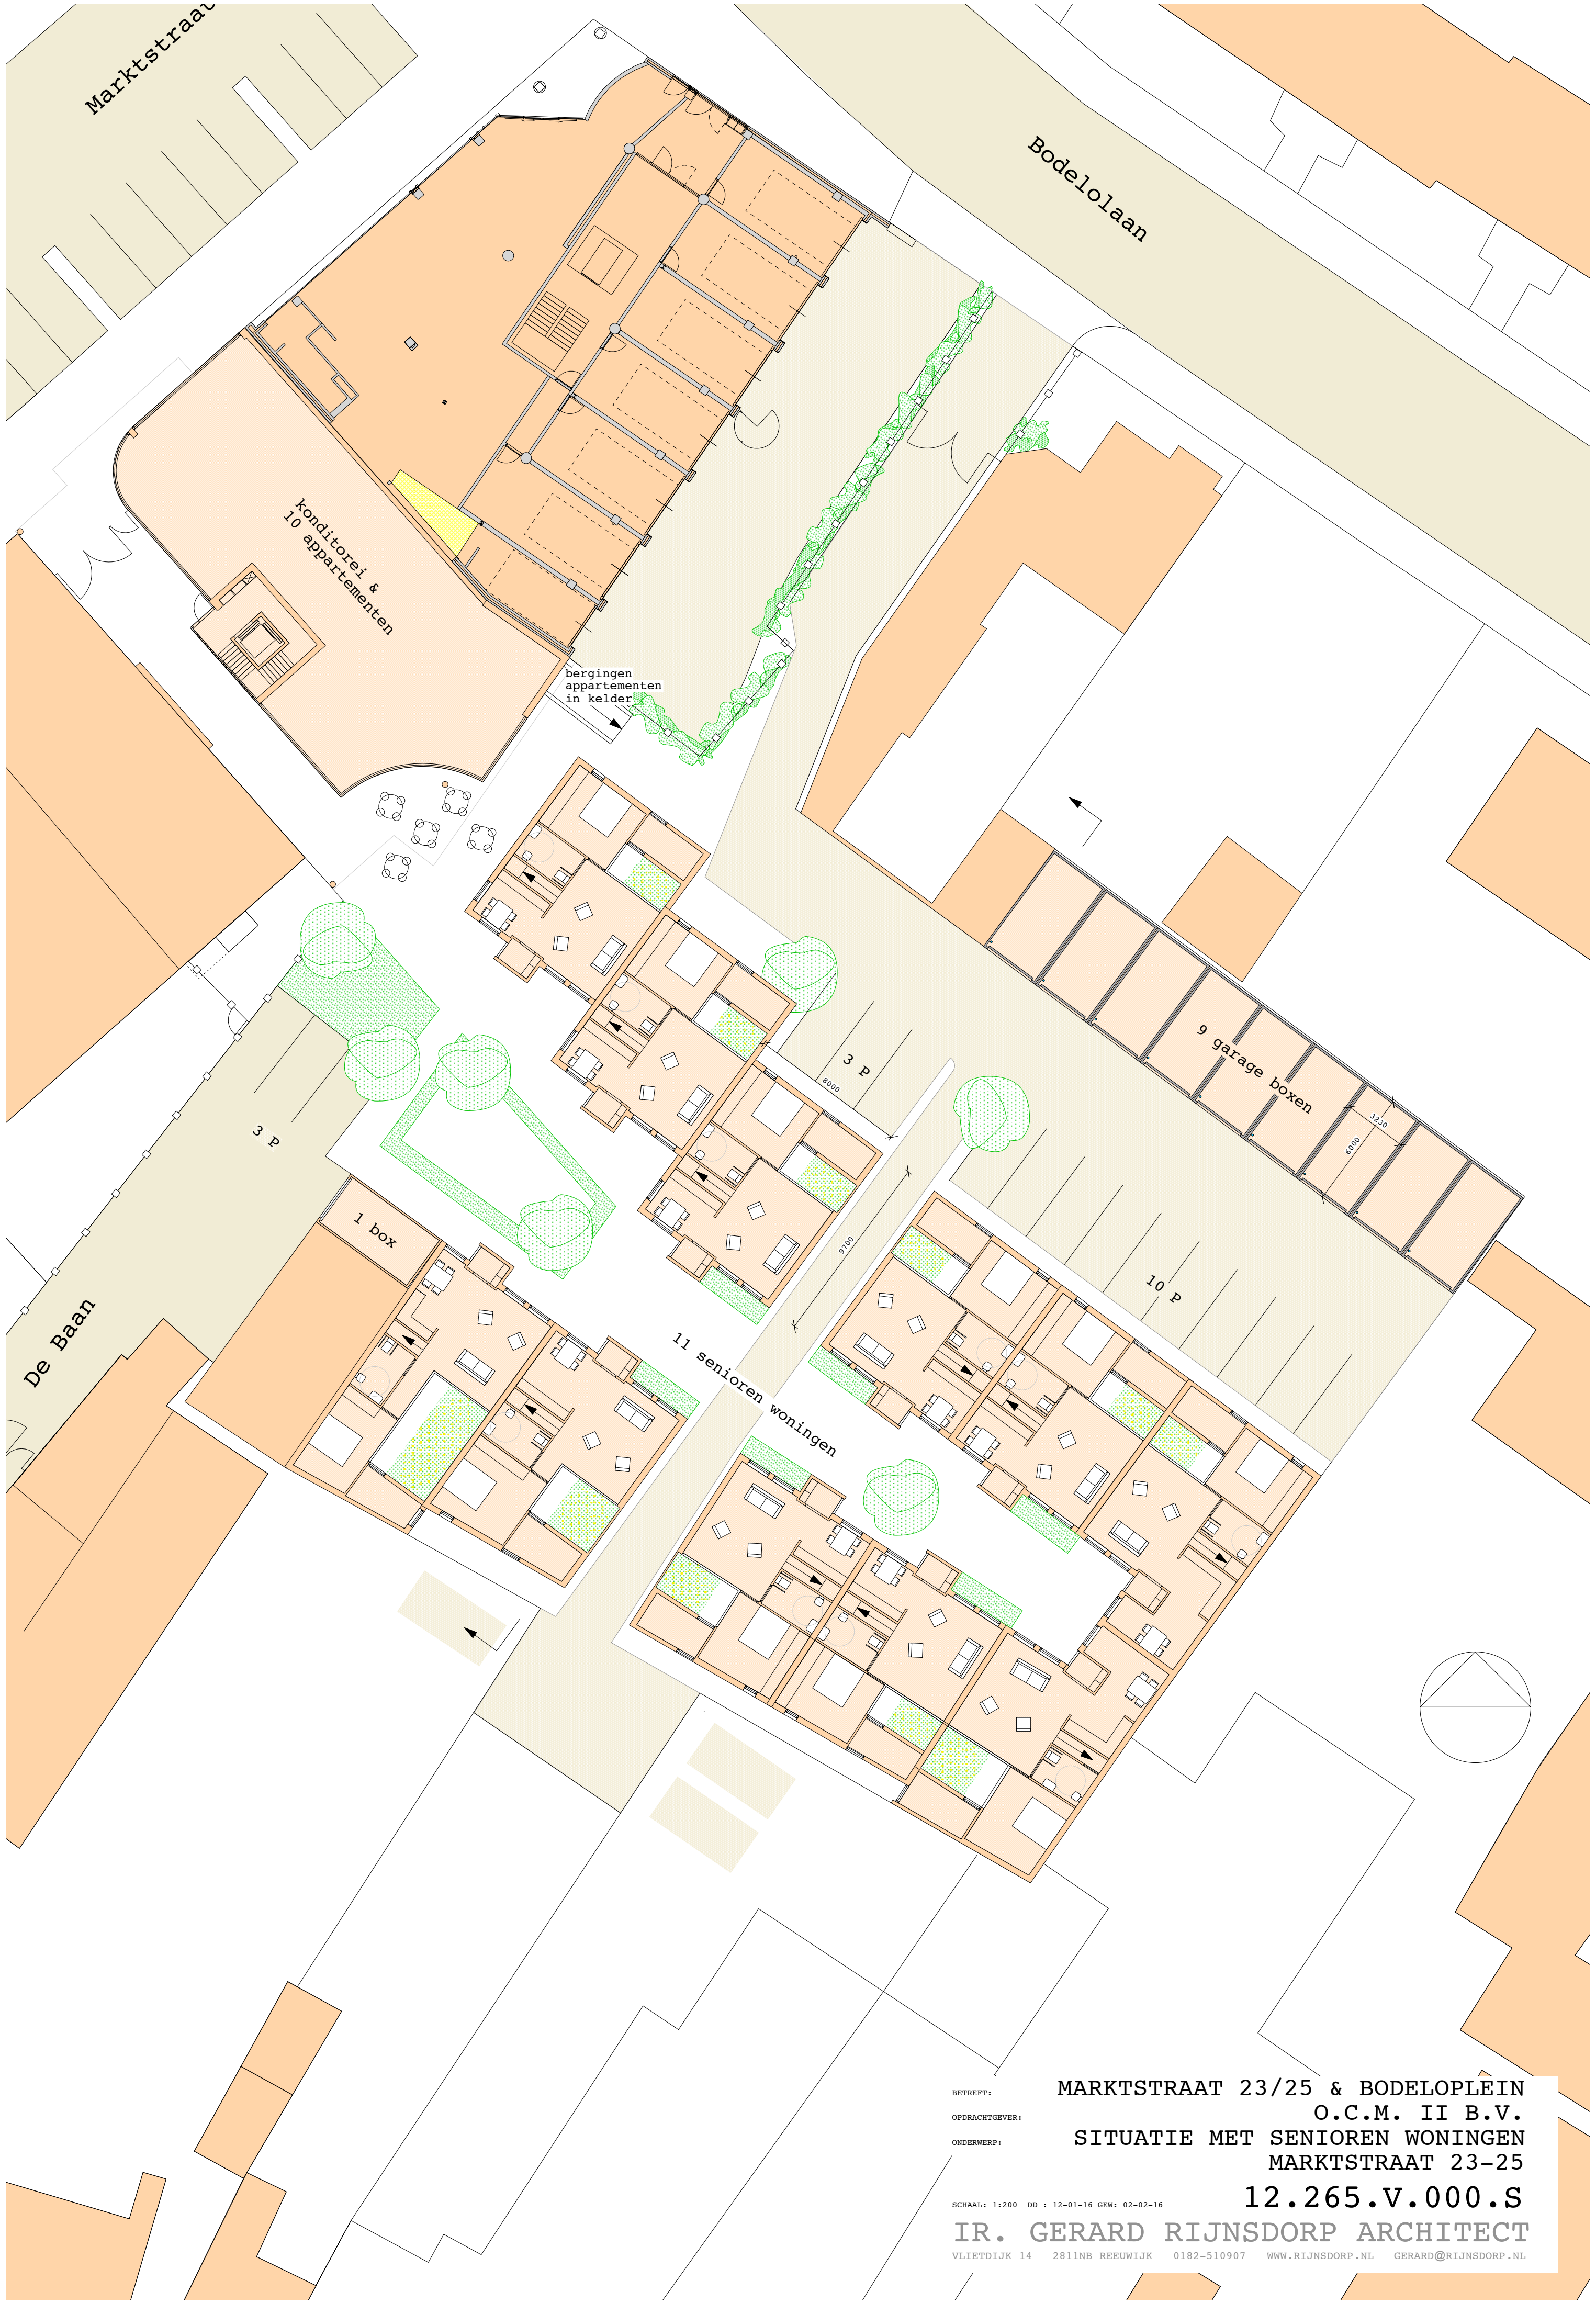 Marktstraat
Bodelolaan
konditorei &
10 appartementen
bergingen
appartementen
in kelder
3 P
8000
9 garage boxen
3230
6000
3 P
1 box
9700
10 P
De Baan
11 senioren woningen
BETREFT: MARKTSTRAAT 23/25 & BODELOPLEIN
OPDRACHTGEVER: O.C.M. II B.V.
ONDERWERP: SITUATIE MET SENIOREN WONINGEN
MARKTSTRAAT 23-25
SCHAAL: 1:200 DD : 12-01-16 GEW: 02-02-16 12.265.V.000.S
IR. GERARD RIJNSDORP ARCHITECT
VLIETDIJK 14 2811NB REEUWIJK 0182-510907 WWW.RIJNSDORP.NL GERARD@RIJNSDORP.NL